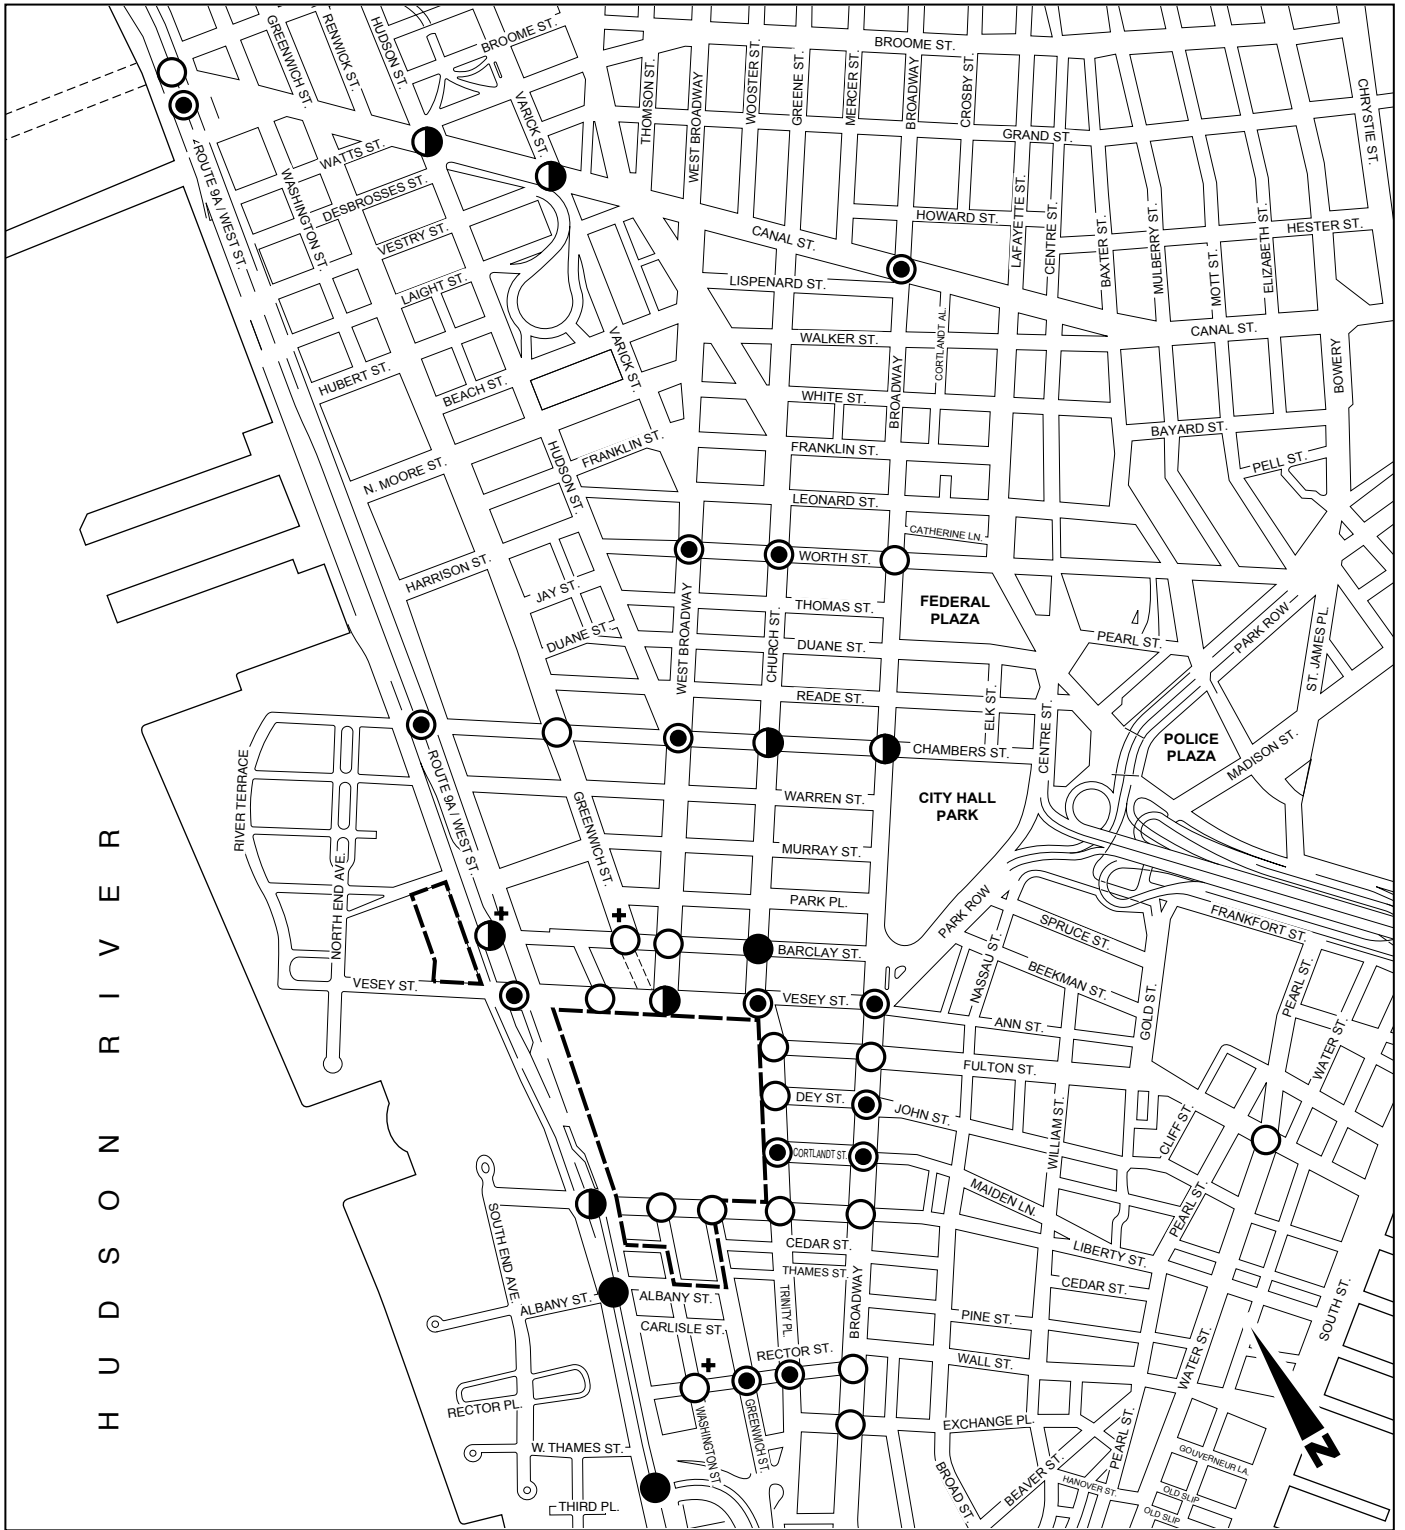 BROOME ST.
GREENWICH ST.
RENWICK ST.
HUDSON ST.
BROOME ST.
VARICK ST.
THOMSON ST.
WEST BROADWAY
WOOSTER ST.
GREENE ST.
MERCER ST.
BROADWAY
CROSBY ST.
GRAND ST.
CHRYSTIE ST.
WATTS ST.
DESBROSSES ST.
ROUTE 9A / WEST ST.
WASHINGTON ST.
VESTRY ST.
LAIGHT ST.
CANAL ST.
HOWARD ST.
LAFAYETTE ST.
CENTRE ST.
BAXTER ST.
MULBERRY ST.
MOTT ST.
ELIZABETH ST.
HESTER ST.
LISPENARD ST.
CANAL ST.
WALKER ST.
CORTLANDT AL.
BOWERY
HUBERT ST.
BEACH ST.
VARICK ST.
WHITE ST.
BROADWAY
BAYARD ST.
FRANKLIN ST.
HUDSON ST.
FRANKLIN ST.
PELL ST.
N. MOORE ST.
LEONARD ST.
CATHERINE LN.
WORTH ST.
HARRISON ST.
JAY ST.
THOMAS ST.
FEDERAL
PLAZA
DUANE ST.
WEST BROADWAY
CHURCH ST.
DUANE ST.
PEARL ST.
PARK ROW
ST. JAMES PL.
READE ST.
ELK ST.
CENTRE ST.
POLICE
PLAZA
MADISON ST.
CHAMBERS ST.
RIVER TERRACE
ROUTE 9A / WEST ST.
GREENWICH ST.
WARREN ST.
CITY HALL
PARK
MURRAY ST.
NORTH END AVE.
PARK PL.
PARK ROW
SPRUCE ST.
FRANKFORT ST.
BARCLAY ST.
NASSAU ST.
BEEKMAN ST.
VESEY ST.
VESEY ST.
GOLD ST.
PEARL ST.
ANN ST.
WATER ST.
FULTON ST.
DEY ST.
JOHN ST.
WILLIAM ST.
CLIFF ST.
CORTLANDT ST.
MAIDEN LN.
PEARL ST.
SOUTH END AVE.
CEDAR ST.
LIBERTY ST.
THAMES ST.
CEDAR ST.
ALBANY ST.
ALBANY ST.
TRINITY PL.
BROADWAY
SOUTH ST.
CARLISLE ST.
PINE ST.
RECTOR ST.
WALL ST.
WATER ST.
RECTOR PL.
WASHINGTON ST.
GREENWICH ST.
EXCHANGE PL.
PEARL ST.
W. THAMES ST.
BROAD ST.
BEAVER ST.
HANOVER ST.
GOUVERNEUR LA.
OLD SLIP
OLD SLIP
THIRD PL.
HUDSON RIVER
N